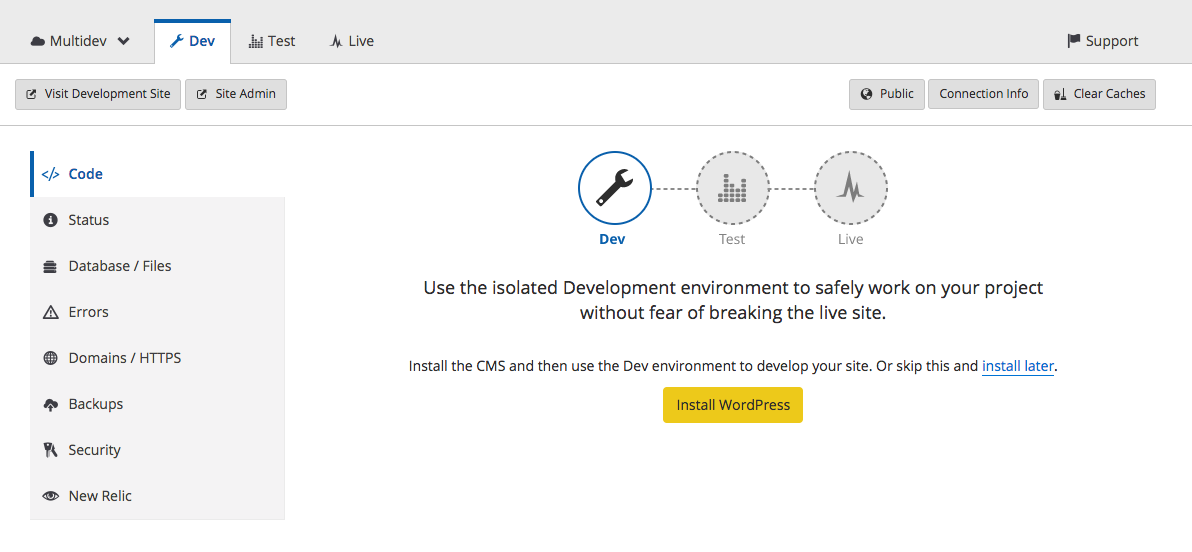 Multidev
Dev
Test
Live
Support
Visit Development Site
Site Admin
Public
Connection Info
Clear Caches
</> Code
Status
Database / Files
Errors
Domains / HTTPS
Backups
Security
New Relic
Dev
Test
Live
Use the isolated Development environment to safely work on your project
without fear of breaking the live site.
Install the CMS and then use the Dev environment to develop your site. Or skip this and install later.
Install WordPress